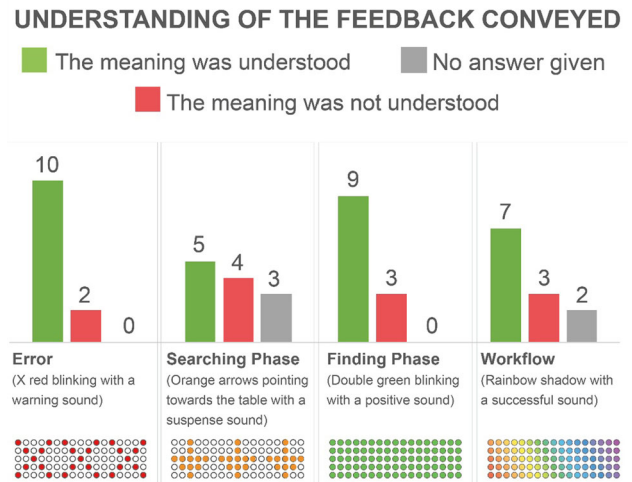 UNDERSTANDING OF THE FEEDBACK CONVEYED
The meaning was understood
No answer given
The meaning was not understood
10
2
0
5
4
3
9
3
0
7
3
2
Error
(X red blinking with a
warning sound)
Searching Phase
(Orange arrows pointing
towards the table with a
suspense sound)
Finding Phase
(Double green blinking
with a positive sound)
Workflow
(Rainbow shadow with
a successful sound)